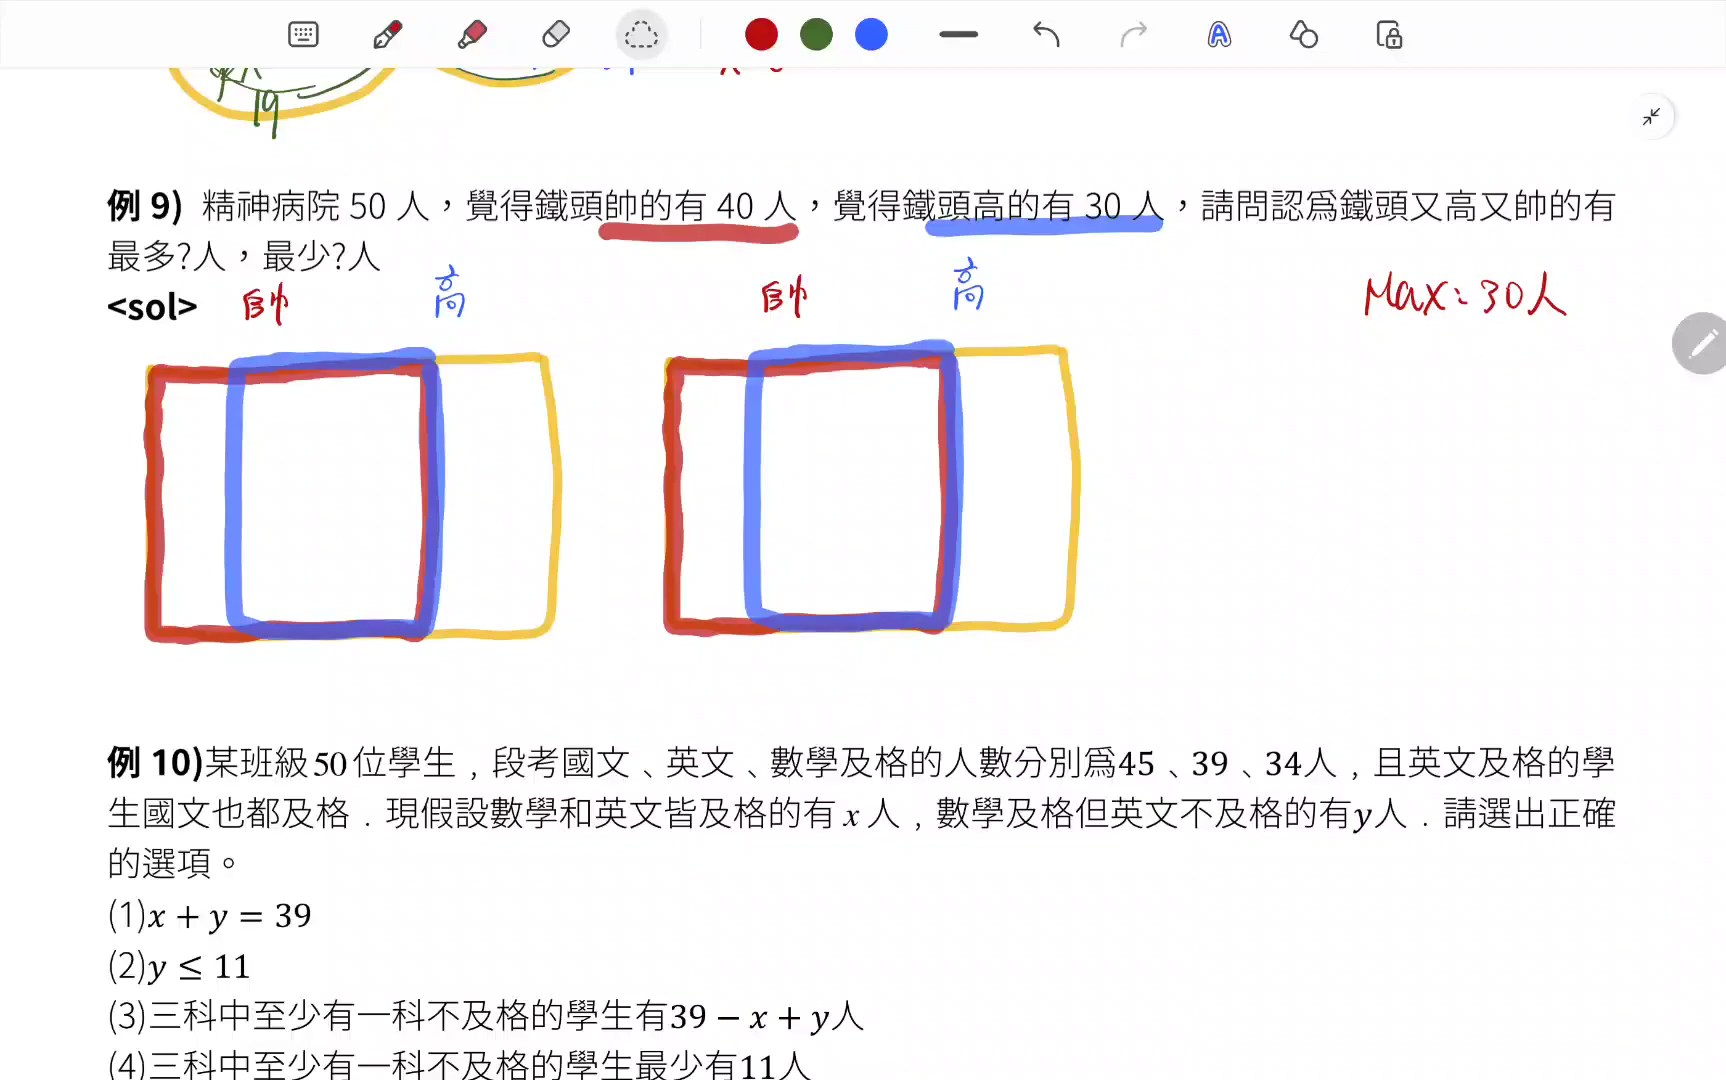 19
例 9) 精神病院 50 人，覺得鐵頭帥的有 40 人，覺得鐵頭高的有 30 人，請問認爲鐵頭又高又帥的有
最多?人，最少?人
<sol> 帥 高 帥 高 Max: 30人
例 10)某班級50位學生，段考國文、英文、數學及格的人數分別爲45、39、34人，且英文及格的學
生國文也都及格．現假設數學和英文皆及格的有 x 人，數學及格但英文不及格的有y人．請選出正確
的選項。
(1)x + y = 39
(2)y ≤ 11
(3)三科中至少有一科不及格的學生有39 − x + y人
(4)三科中至少有一科不及格的學生最少有11人